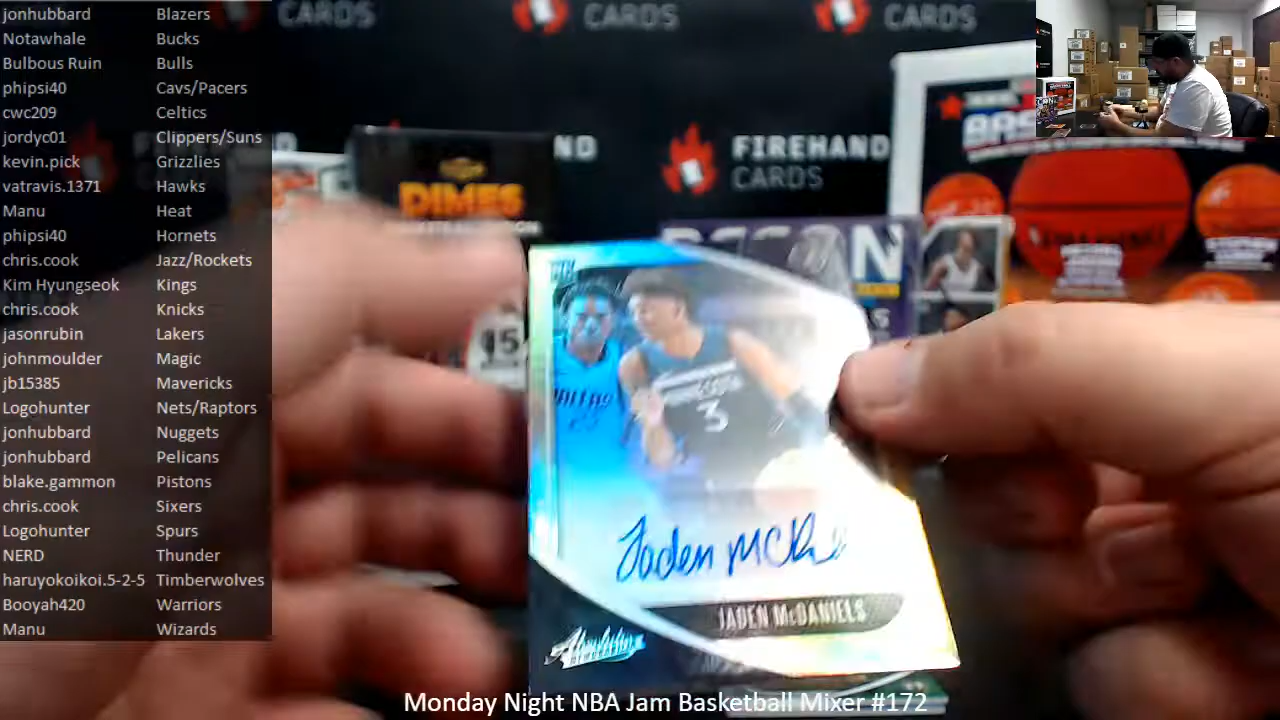 jonhubbard Blazers
Notawhale Bucks
Bulbous Ruin Bulls
phipsi40 Cavs/Pacers
cwc209 Celtics
jordyc01 Clippers/Suns
kevin.pick Grizzlies
vatravis.1371 Hawks
Manu Heat
phipsi40 Hornets
chris.cook Jazz/Rockets
Kim Hyungseok Kings
chris.cook Knicks
jasonrubin Lakers
johnmoulder Magic
jb15385 Mavericks
Logohunter Nets/Raptors
jonhubbard Nuggets
jonhubbard Pelicans
blake.gammon Pistons
chris.cook Sixers
Logohunter Spurs
NERD Thunder
haruyokoikoi.5-2-5 Timberwolves
Booyah420 Warriors
Manu Wizards
CARDS
CARDS
CARDS
ND
FIREHAND
CARDS
DIMES
15
DALLAS
3
Jaden McD
JADEN McDANIELS
Absolute
Monday Night NBA Jam Basketball Mixer #172